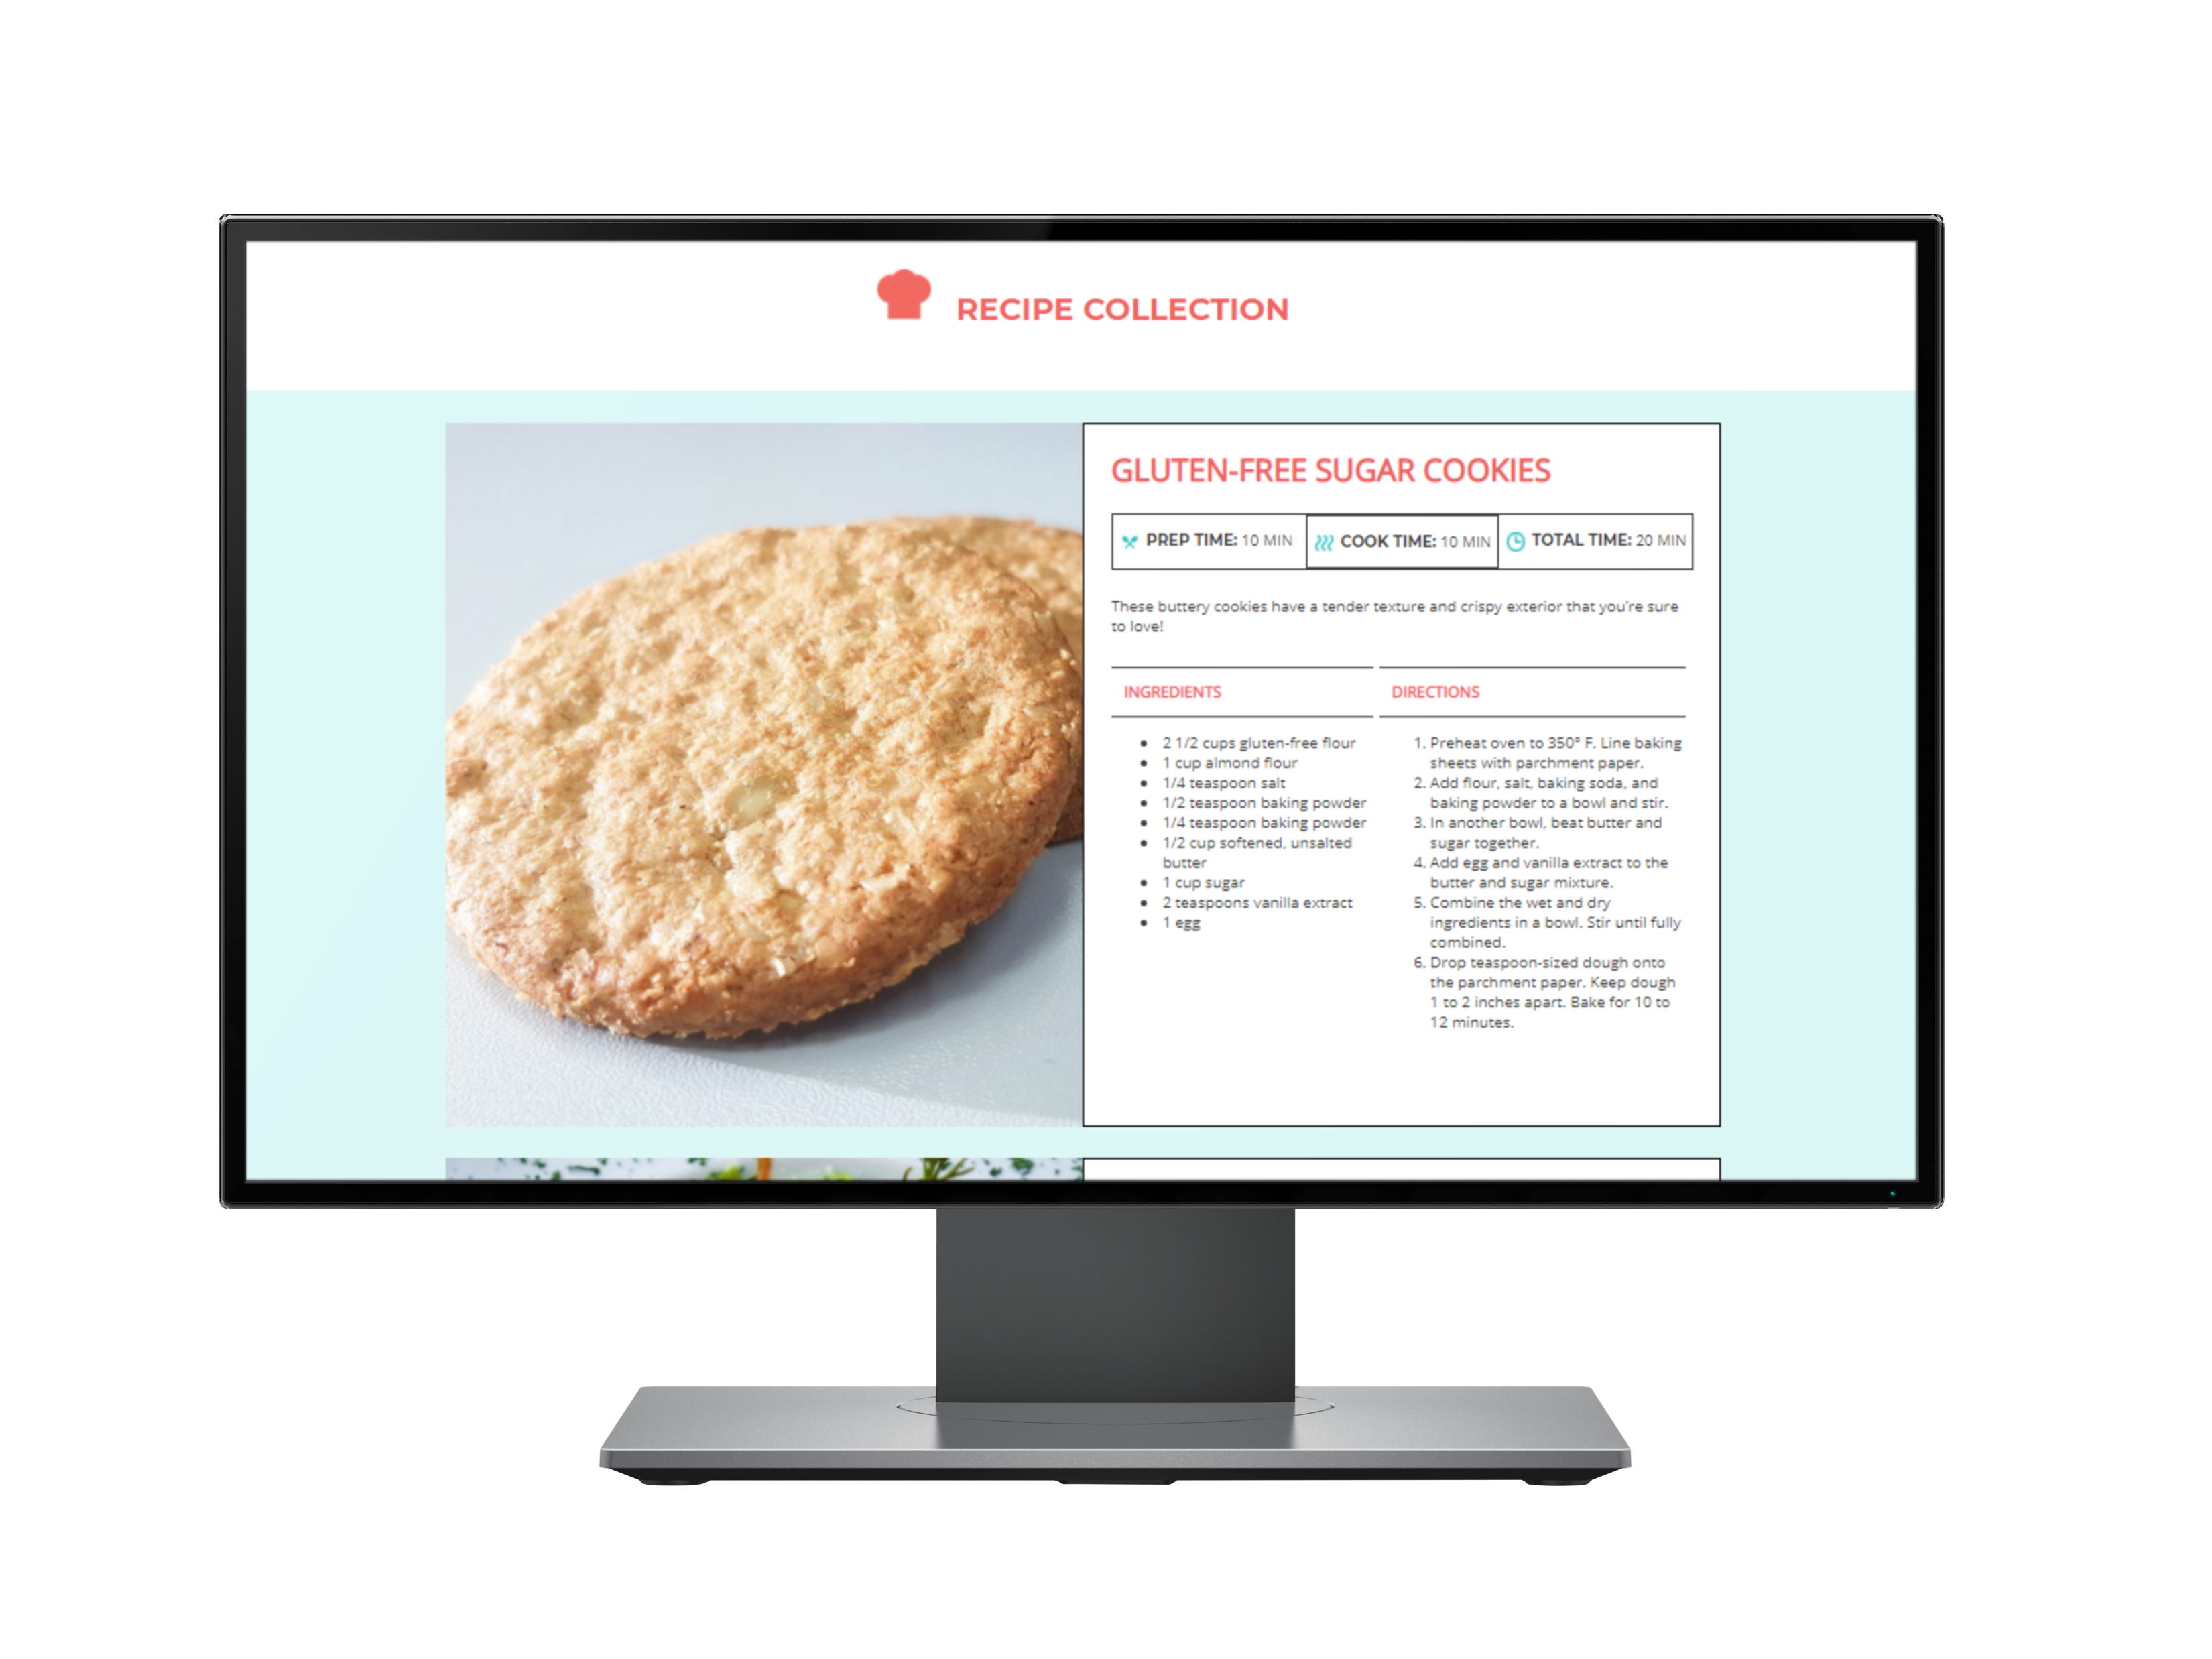 RECIPE COLLECTION
GLUTEN-FREE SUGAR COOKIES
PREP TIME: 10 MIN
COOK TIME: 10 MIN
TOTAL TIME: 20 MIN
These buttery cookies have a tender texture and crispy exterior that you're sure
to love!
INGREDIENTS
2 1/2 cups gluten-free flour
1 cup almond flour
1/4 teaspoon salt
1/2 teaspoon baking powder
1/4 teaspoon baking powder
1/2 cup softened, unsalted
butter
1 cup sugar
2 teaspoons vanilla extract
1 egg
DIRECTIONS
1. Preheat oven to 350° F. Line baking
sheets with parchment paper.
2. Add flour, salt, baking soda, and
baking powder to a bowl and stir.
3. In another bowl, beat butter and
sugar together.
4. Add egg and vanilla extract to the
butter and sugar mixture.
5. Combine the wet and dry
ingredients in a bowl. Stir until fully
combined.
6. Drop teaspoon-sized dough onto
the parchment paper. Keep dough
1 to 2 inches apart. Bake for 10 to
12 minutes.